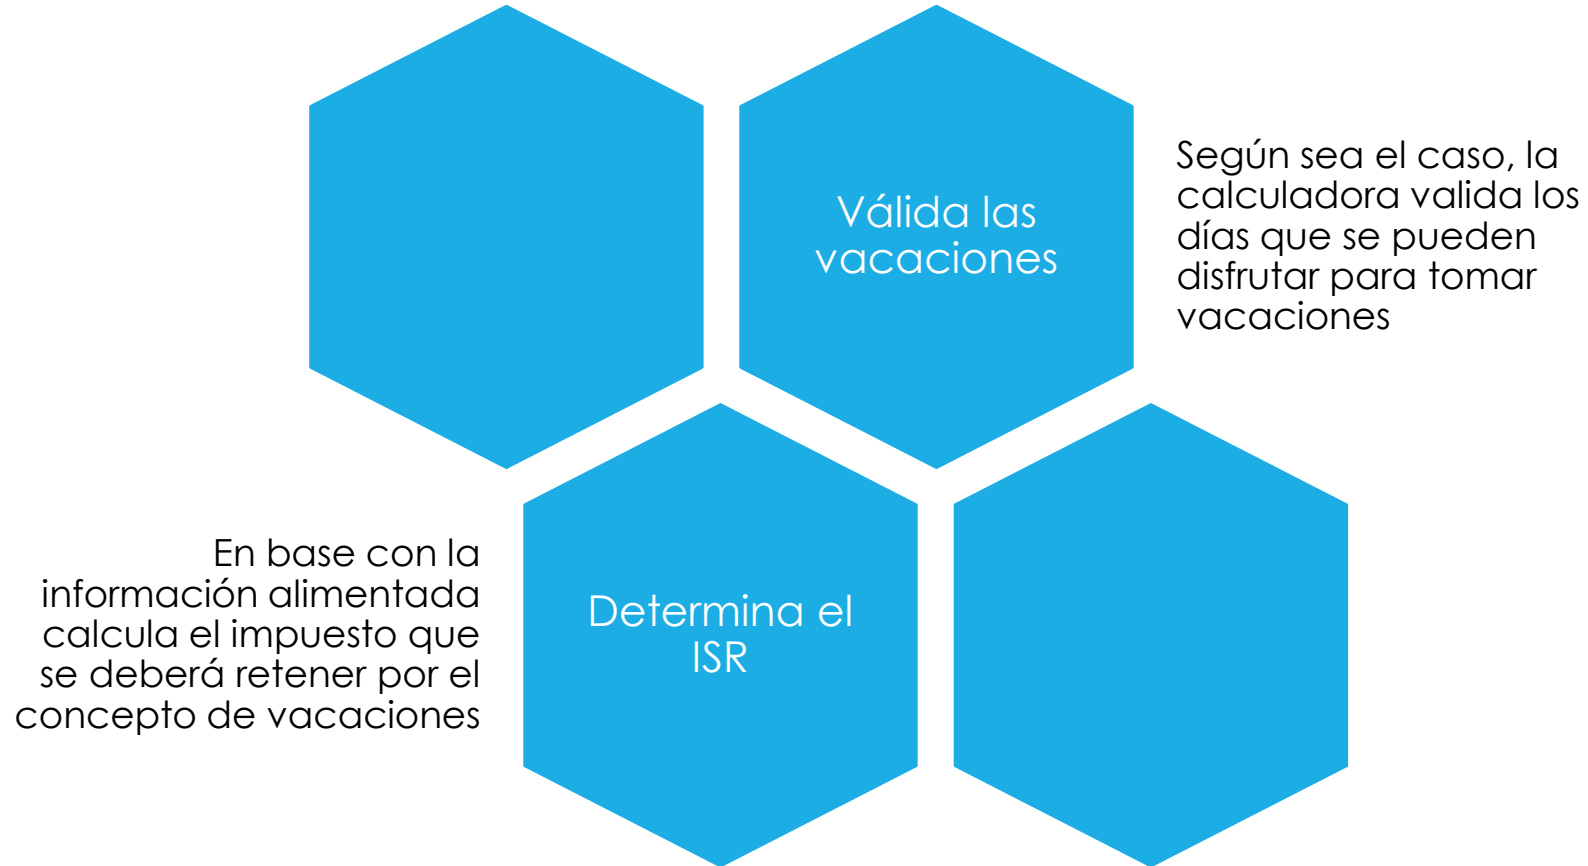 Válida las
vacaciones
Según sea el caso, la
calculadora valida los
días que se pueden
disfrutar para tomar
vacaciones
En base con la
información alimentada
calcula el impuesto que
se deberá retener por el
concepto de vacaciones
Determina el
ISR